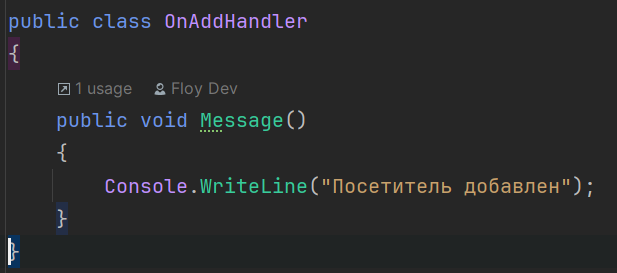 public class OnAddHandler
{
1 usage Floy Dev
public void Message()
{
Console.WriteLine("Посетитель добавлен");
}
}